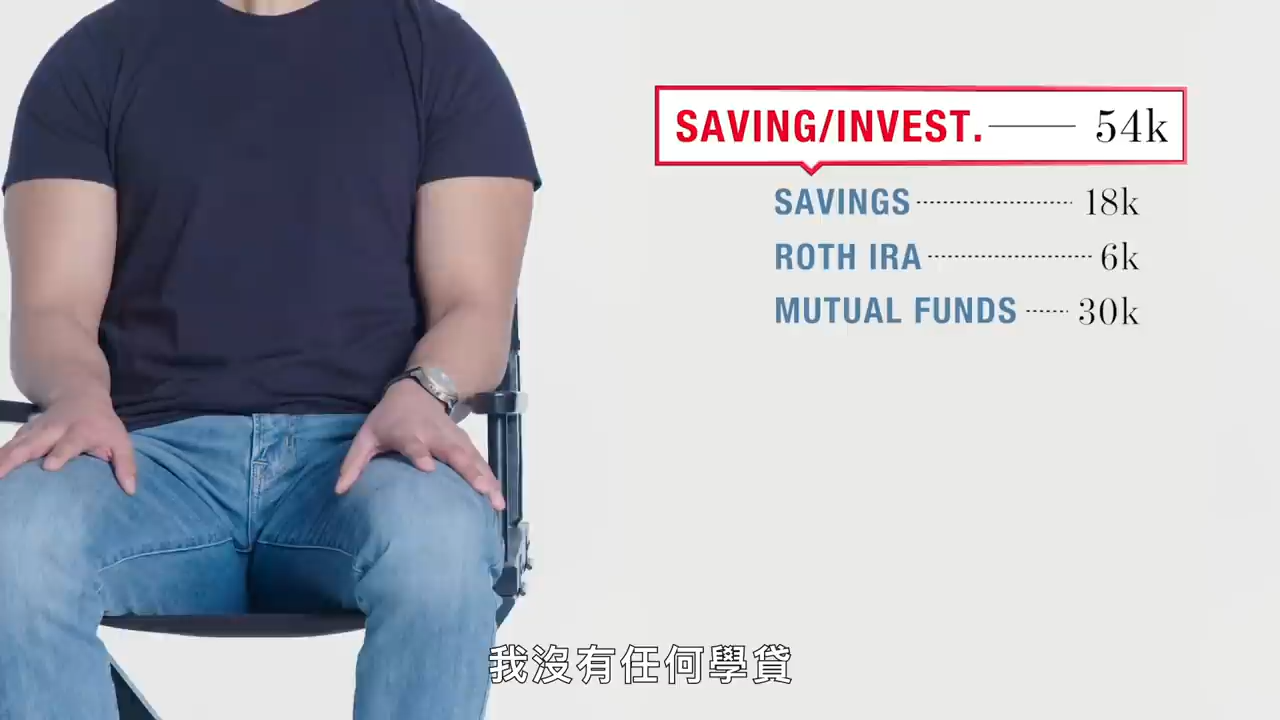 SAVING/INVEST. 54k
SAVINGS 18k
ROTH IRA 6k
MUTUAL FUNDS 30k
我沒有任何學貸